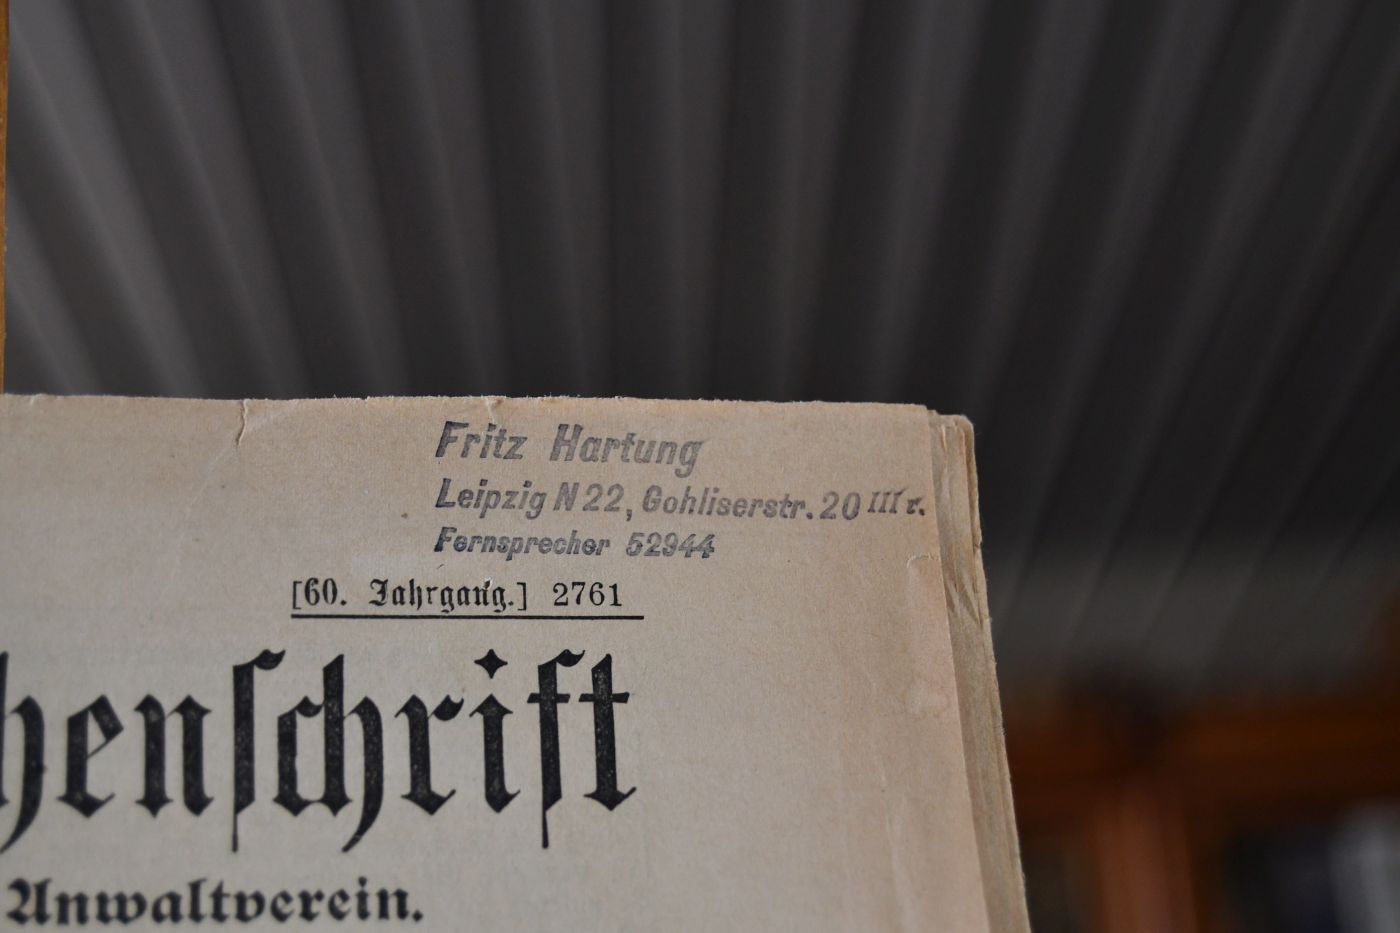 Fritz Hartung
Leipzig N 22, Gohliserstr. 20 III r.
Fernsprecher 52944
[60. Jahrgang.] 2761
henſchrift
Anwaltverein.